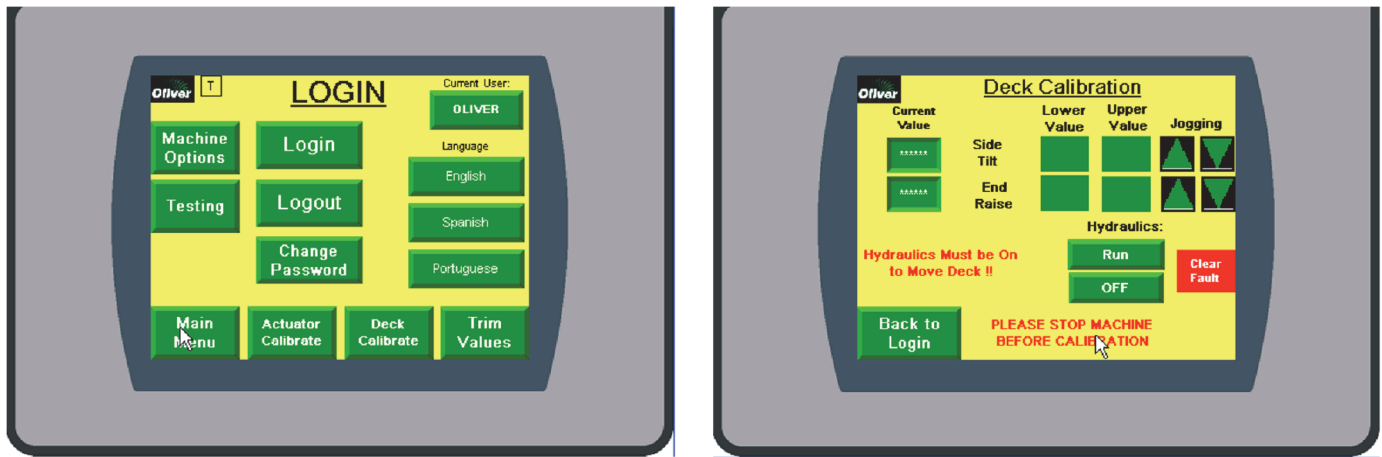 Oliver
T
LOGIN
Current User:
OLIVER
Machine
Options
Login
Language
English
Testing
Logout
Spanish
Change
Password
Portuguese
Main
Menu
Actuator
Calibrate
Deck
Calibrate
Trim
Values
Oliver
Deck Calibration
Current
Value
Lower
Value
Upper
Value
Jogging
******
Side
Tilt
******
End
Raise
Hydraulics:
Hydraulics Must be On
to Move Deck !!
Run
OFF
Clear
Fault
Back to
Login
PLEASE STOP MACHINE
BEFORE CALIBRATION